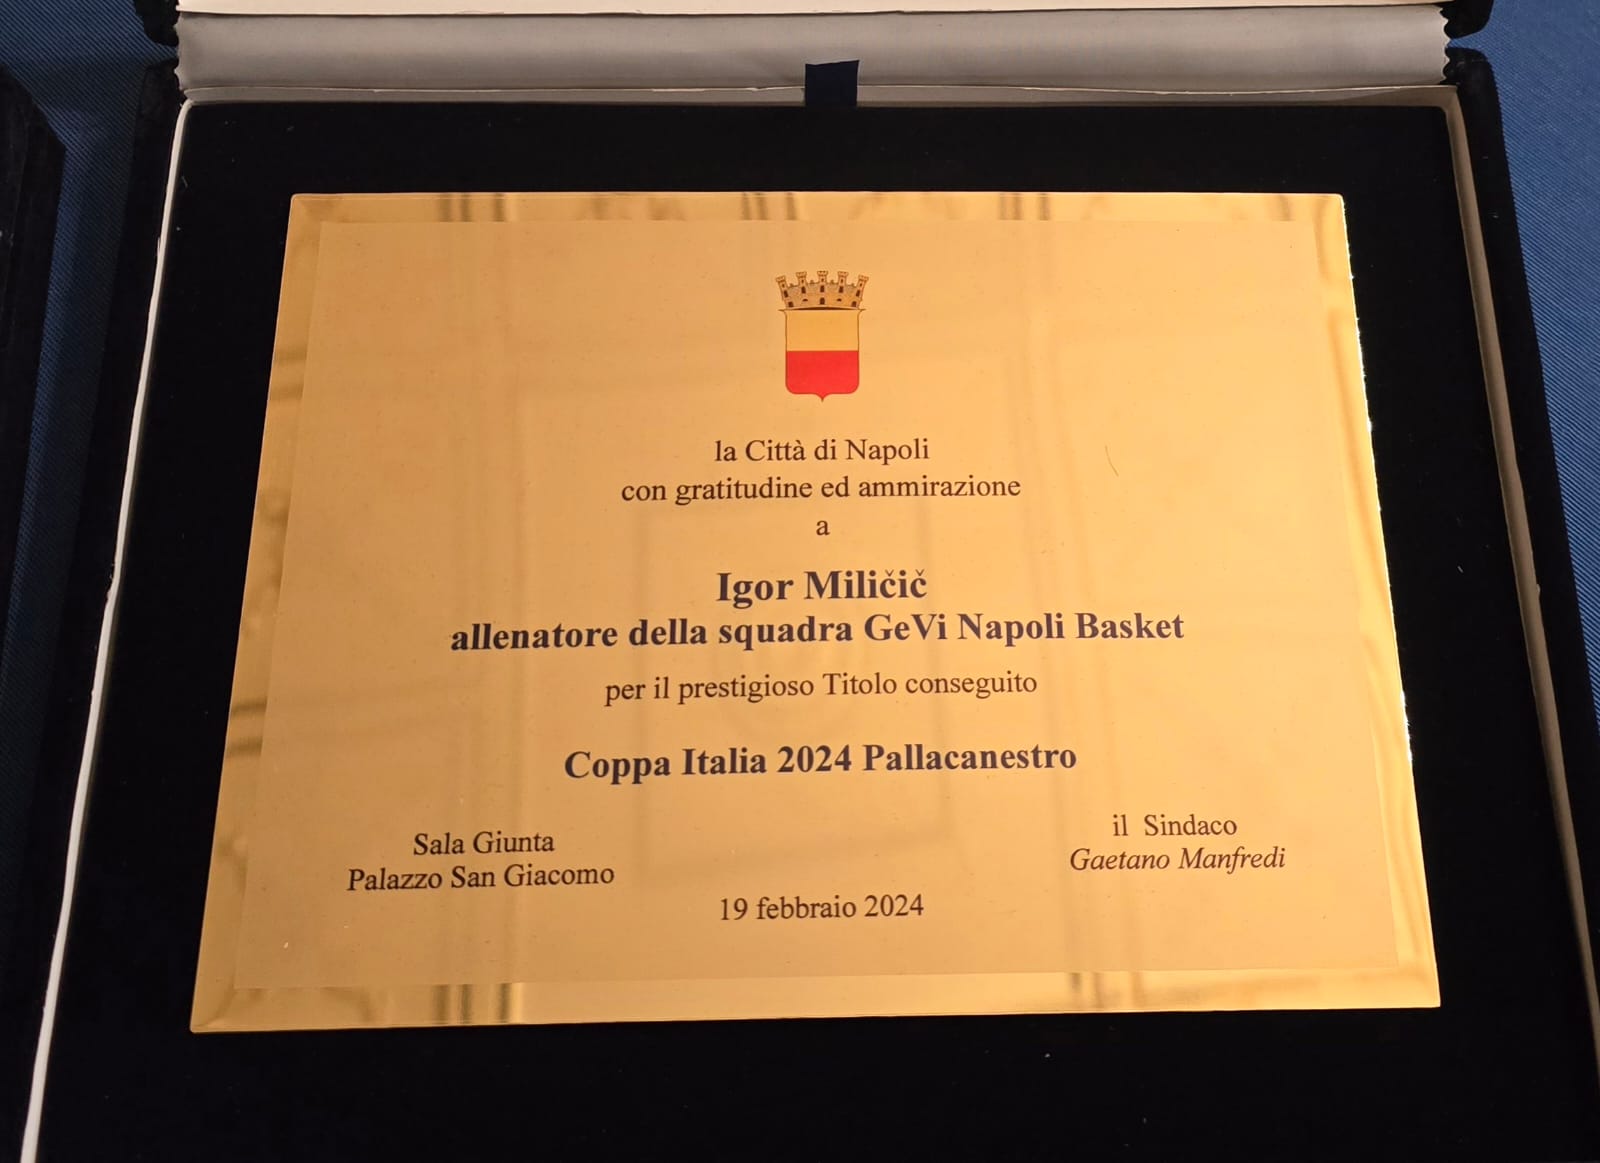 la Città di Napoli
con gratitudine ed ammirazione
a
Igor Miličič
allenatore della squadra GeVi Napoli Basket
per il prestigioso Titolo conseguito
Coppa Italia 2024 Pallacanestro
Sala Giunta
Palazzo San Giacomo
il Sindaco
Gaetano Manfredi
19 febbraio 2024